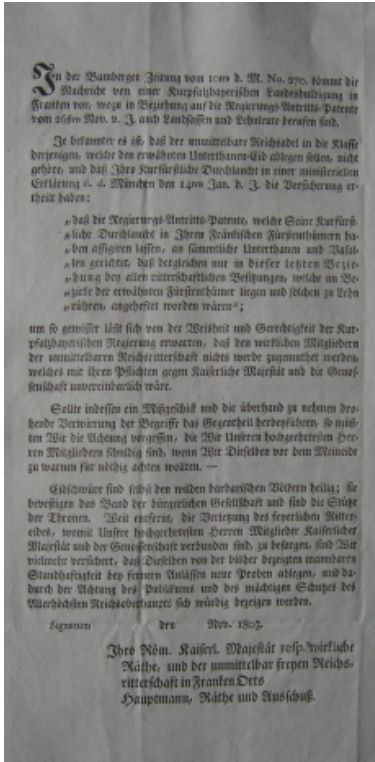 In der Bamberger Zeitung vom 10ten d. M. No. 270. kömmt die
Nachricht von einer Kurpfalzbayerischen Landeshuldigung in
Franken vor, wozu in Beziehung auf die Regierungs Antritts-Patente
vom 26sten Nov. v. J. auch Landsassen und Lehnleute berufen sind.
Je bekannter es ist, daß der unmittelbare Reichsadel in die Klasse
derjenigen, welche den erwähnten Unterthanen-Eid ablegen sollen, nicht
gehöre, und daß Ihro Kurfürstliche Durchlaucht in einer ministeriellen
Erklärung d. d. München den 14ten Jan. d. J. die Versicherung er-
theilt haben:
„daß die Regierungs-Antritts-Patente, welche Seine Kurfürst-
„liche Durchlaucht in Ihren Fränkischen Fürstenthümern ha-
„ben affigiren lassen, an sämmtliche Unterthanen und Vasal-
„len gerichtet, daß dergleichen nur in dieser letzten Bezie-
„hung bey allen ritterschaftlichen Besitzungen, welche im Be-
„zirke der erwähnten Fürstenthümer liegen und solchen zu Lehn
„rühren, angeheftet worden wären“;
um so gewisser läßt sich von der Weisheit und Gerechtigkeit der Kur-
pfalzbayerischen Regierung erwarten, daß den wirklichen Mitgliedern
der unmittelbaren Reichsritterschaft nichts werde zugemuthet werden,
welches mit ihren Pflichten gegen Kaiserliche Majestät und die Genos-
senschaft unvereinbarlich wäre.
Sollte indessen ein Mißgeschick und die überhand zu nehmen dro-
hende Verwirrung der Begriffe das Gegentheil herbeyführen, so müß-
ten Wir die Achtung vergessen, die Wir Unseren hochgeehrtesten Her-
ren Mitgliedern schuldig sind, wenn Wir Dieselben vor dem Meineide
zu warnen für nöthig achten wollten. —
Eidschwüre sind selbst den wilden barbarischen Völkern heilig; sie
bevestigen das Band der bürgerlichen Gesellschaft und sind die Stütze
der Thronen. Weit entfernt, die Verletzung des feyerlichen Ritter-
eides, womit Unsere hochgeehrtesten Herren Mitglieder Kaiserlicher
Majestät und der Genossenschaft verbunden sind, zu besorgen, sind Wir
vielmehr versichert, daß Dieselben von der bisher bezeigten mannbaren
Standhaftigkeit bey fernern Anlässen neue Proben ablegen, und da-
durch der Achtung des Publikums und des mächtigen Schutzes des
Allerhöchsten Reichsoberhaupts sich würdig bezeigen werden.
Signatum den Nov. 1803.
Ihro Röm. Kaiserl. Majestät resp. wirkliche
Räthe, und der unmittelbar freyen Reichs-
ritterschaft in Franken Orts
Hauptmann, Räthe und Ausschuß.